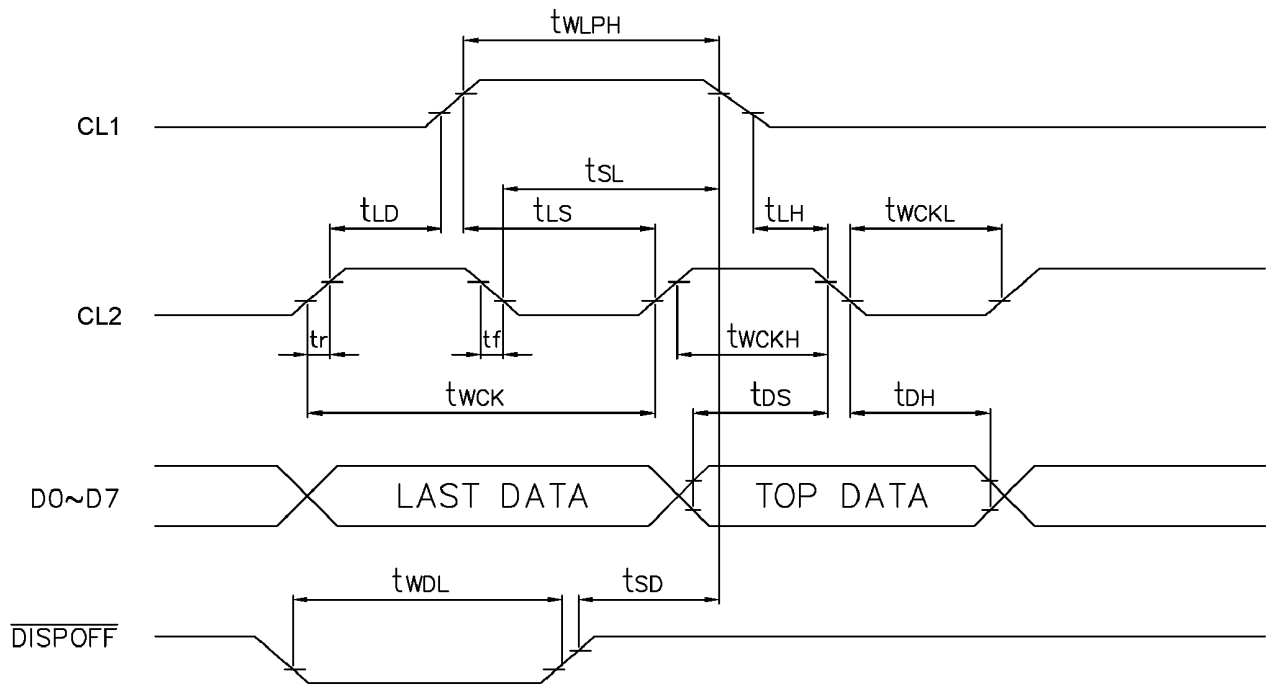 tWLPH
CL1
tSL
tLD tLS tLH tWCKL
CL2
tr tf tWCKH
tWCK tDS tDH
D0~D7 LAST DATA TOP DATA
tWDL tSD
DISPOFF